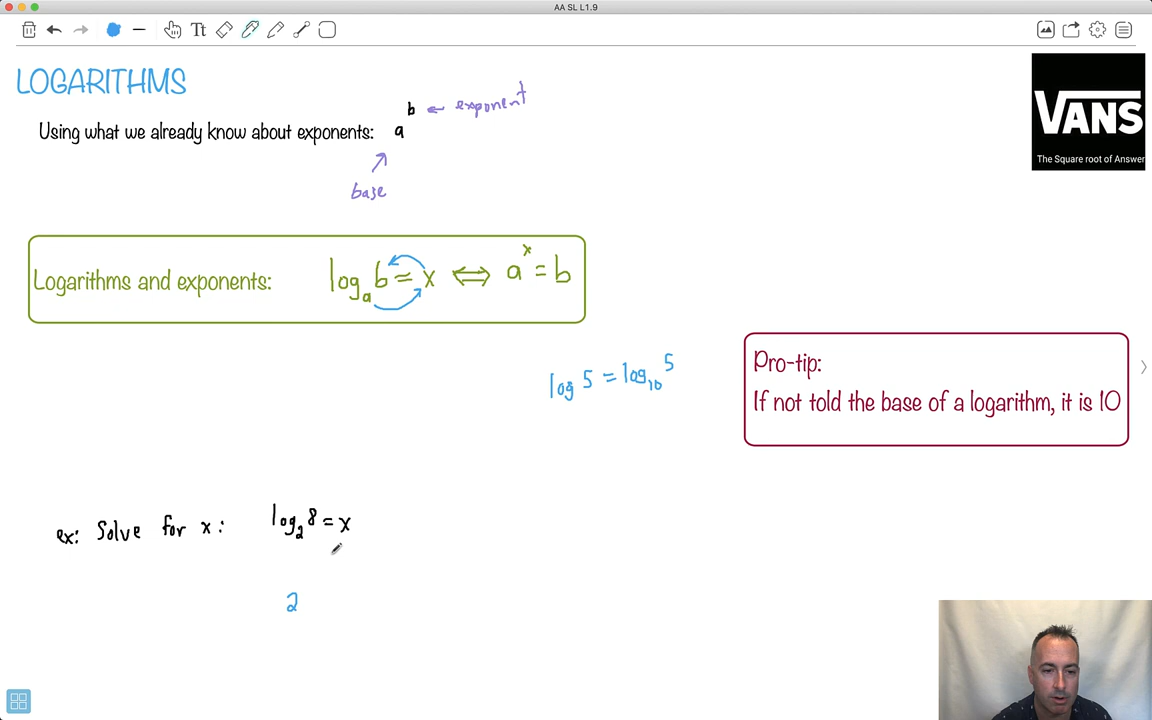 AA SL L1.9
Tt
LOGARITHMS
Using what we already know about exponents: a^b ← exponent
base
VANS
The Square root of Answer
Logarithms and exponents: log_a b = x ⟺ a^x = b
log 5 = log_10 5
Pro-tip:
If not told the base of a logarithm, it is 10
ex: Solve for x: log_2 8 = x
2